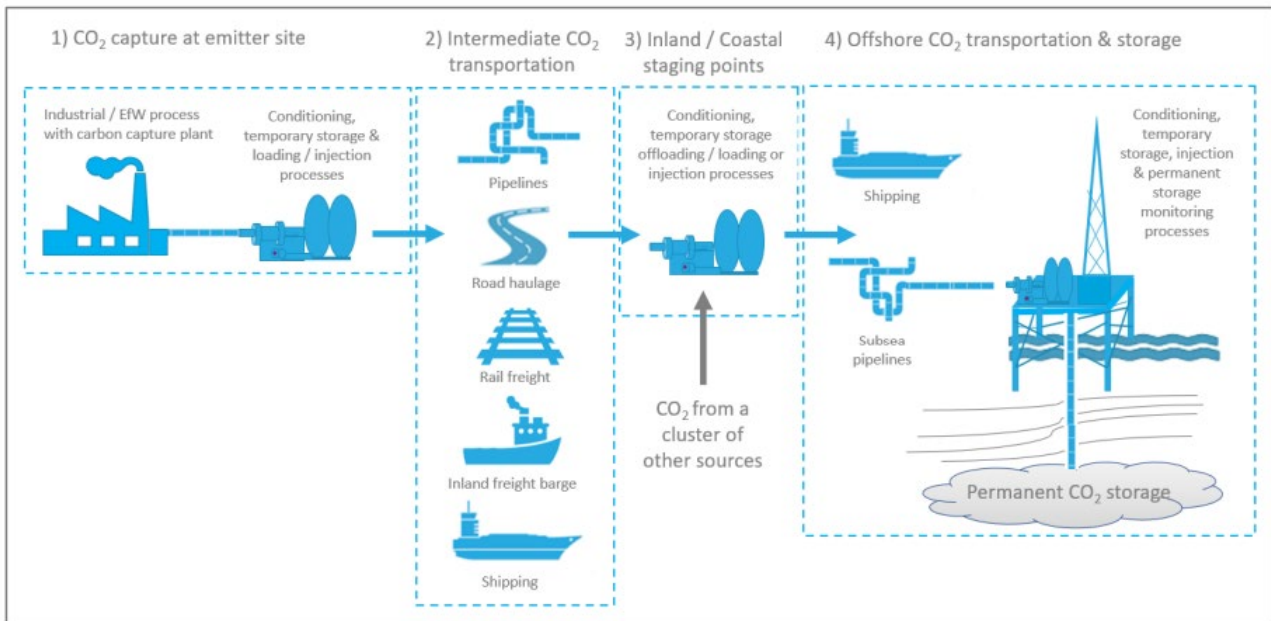 1) CO₂ capture at emitter site
Industrial / EfW process
with carbon capture plant
Conditioning,
temporary storage &
loading / injection
processes
2) Intermediate CO₂
transportation
Pipelines
Road haulage
Rail freight
Inland freight barge
Shipping
3) Inland / Coastal
staging points
Conditioning,
temporary storage
offloading / loading or
injection processes
CO₂ from a
cluster of
other sources
4) Offshore CO₂ transportation & storage
Shipping
Subsea
pipelines
Conditioning,
temporary
storage, injection
& permanent
storage
monitoring
processes
Permanent CO₂ storage